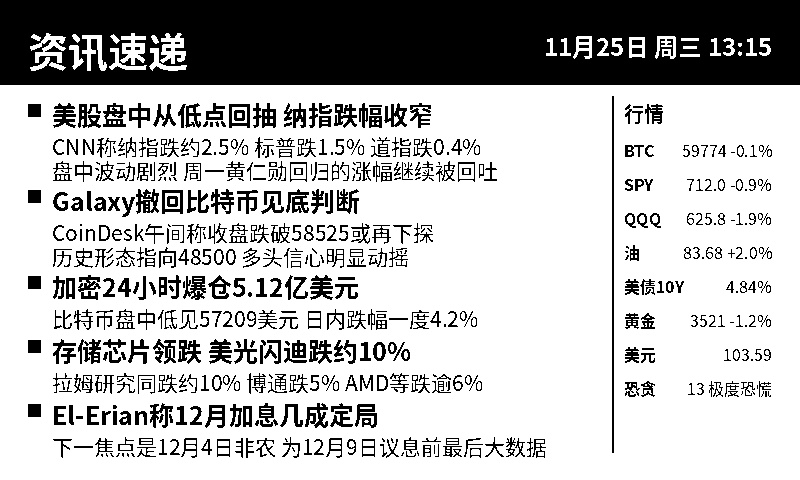 资讯速递
11月25日 周三 13:15
美股盘中从低点回抽 纳指跌幅收窄
CNN称纳指跌约2.5% 标普跌1.5% 道指跌0.4%
盘中波动剧烈 周一黄仁勋回归的涨幅继续被回吐
Galaxy撤回比特币见底判断
CoinDesk午间称收盘跌破58525或再下探
历史形态指向48500 多头信心明显动摇
加密24小时爆仓5.12亿美元
比特币盘中低见57209美元 日内跌幅一度4.2%
存储芯片领跌 美光闪迪跌约10%
拉姆研究同跌约10% 博通跌5% AMD等跌逾6%
El-Erian称12月加息几成定局
下一焦点是12月4日非农 为12月9日议息前最后大数据
行情
BTC 59774 -0.1%
SPY 712.0 -0.9%
QQQ 625.8 -1.9%
油 83.68 +2.0%
美债10Y 4.84%
黄金 3521 -1.2%
美元 103.59
恐贪 13 极度恐慌